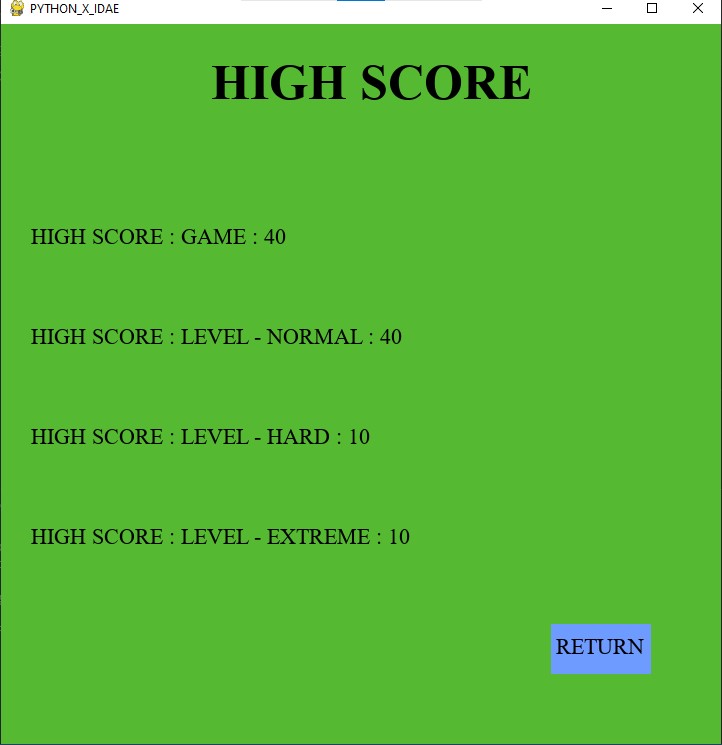 PYTHON_X_IDAE
HIGH SCORE
HIGH SCORE : GAME : 40
HIGH SCORE : LEVEL - NORMAL : 40
HIGH SCORE : LEVEL - HARD : 10
HIGH SCORE : LEVEL - EXTREME : 10
RETURN